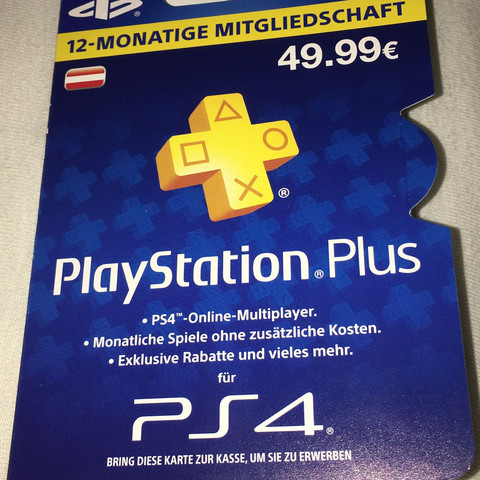 12-MONATIGE MITGLIEDSCHAFT
49.99€
®
PlayStation®Plus
• PS4™-Online-Multiplayer.
• Monatliche Spiele ohne zusätzliche Kosten.
• Exklusive Rabatte und vieles mehr.
für
PS4®
BRING DIESE KARTE ZUR KASSE, UM SIE ZU ERWERBEN